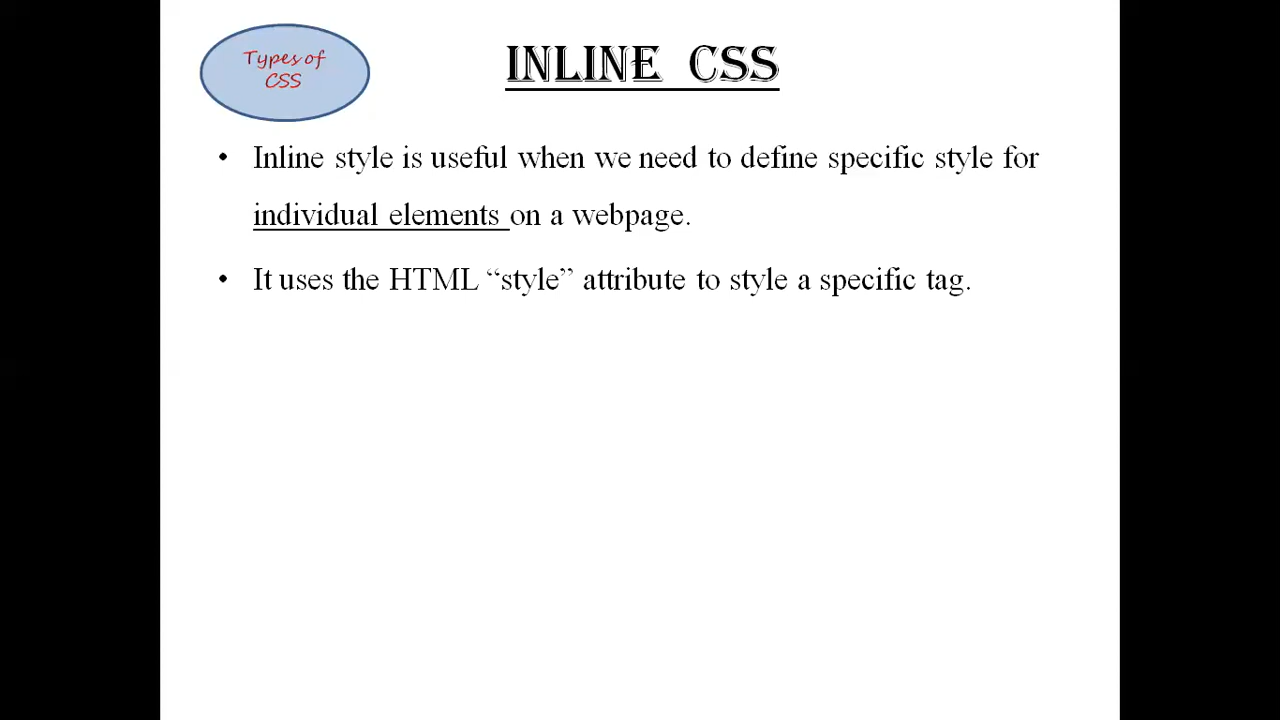 Types of
CSS
INLINE CSS
• Inline style is useful when we need to define specific style for
individual elements on a webpage.
• It uses the HTML “style” attribute to style a specific tag.